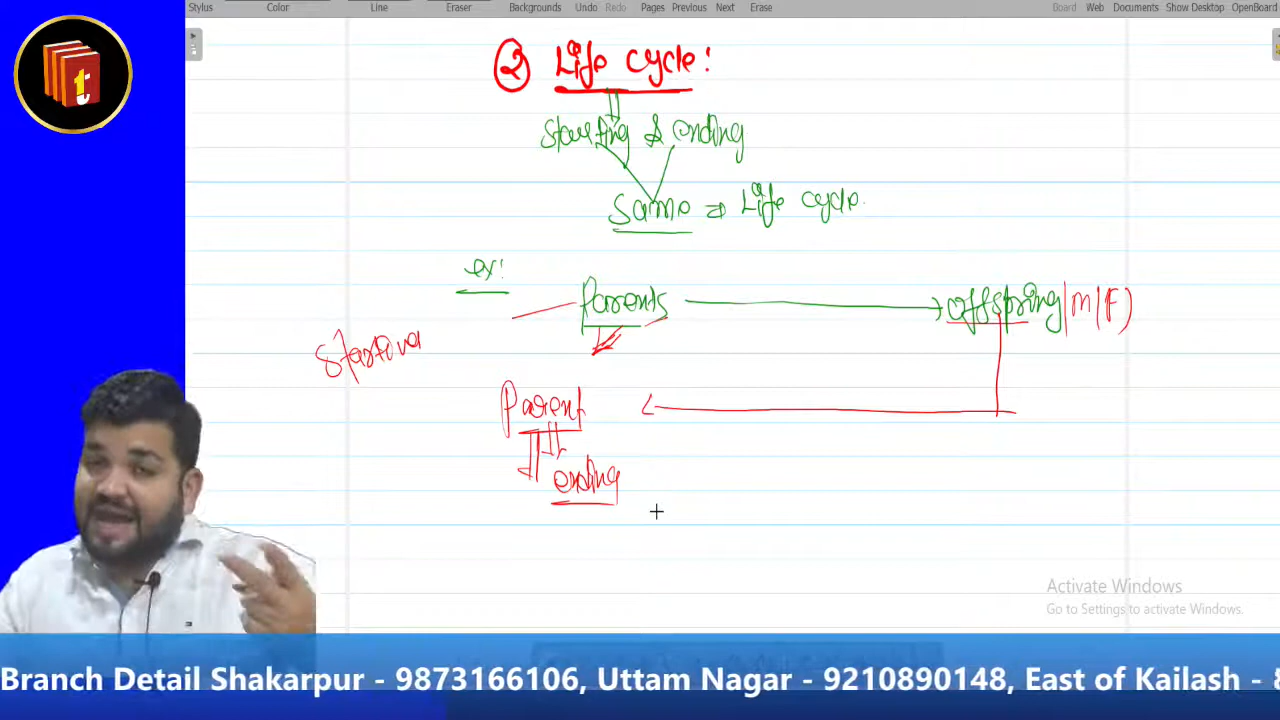 Stylus Color Line Eraser Backgrounds Undo Redo Pages Previous Next Erase Board Web Documents Show Desktop OpenBoard
t
② Life cycle:
Starting & ending
Same ⇒ Life cycle.
ex:
Parents → offspring|M|F)
Starting
Parent
ending
Activate Windows
Go to Settings to activate Windows.
Branch Detail Shakarpur - 9873166106, Uttam Nagar - 9210890148, East of Kailash - 8